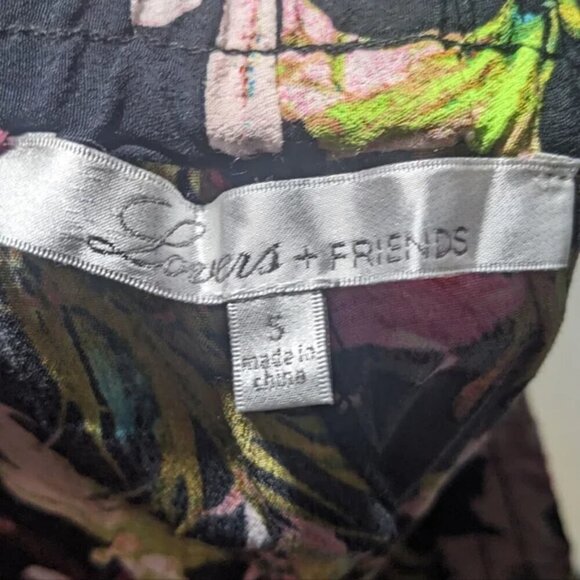 Lovers + FRIENDS
S
made in
china